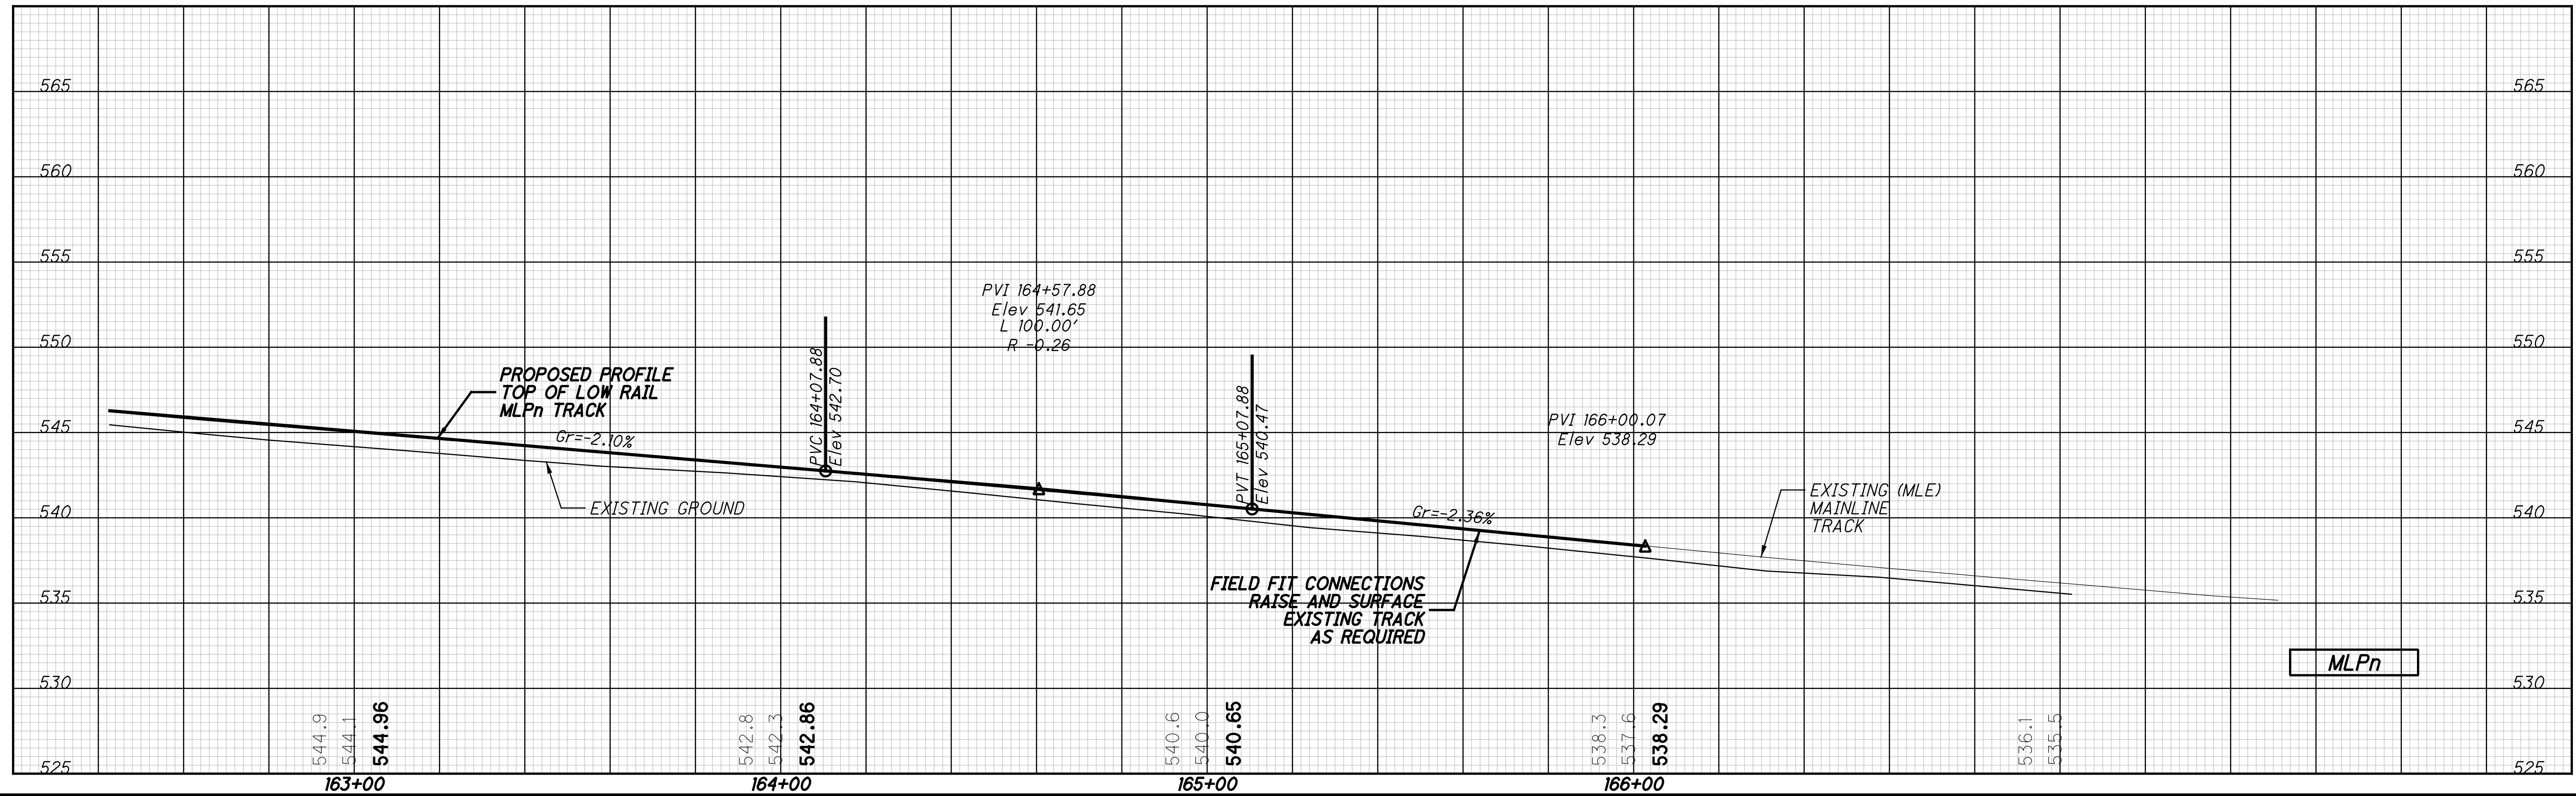 565
565
560
560
555
555
550
550
545
545
540
540
535
535
530
530
525
525
PROPOSED PROFILE
TOP OF LOW RAIL
MLPn TRACK
Gr=-2.10%
EXISTING GROUND
PVC 164+07.88
Elev 542.70
PVI 164+57.88
Elev 541.65
L 100.00'
R -0.26
PVT 165+07.88
Elev 540.47
Gr=-2.36%
PVI 166+00.07
Elev 538.29
EXISTING (MLE)
MAINLINE
TRACK
FIELD FIT CONNECTIONS
RAISE AND SURFACE
EXISTING TRACK
AS REQUIRED
MLPn
544.9
544.1
544.96
542.8
542.3
542.86
540.6
540.0
540.65
538.3
537.6
538.29
536.1
535.5
163+00
164+00
165+00
166+00